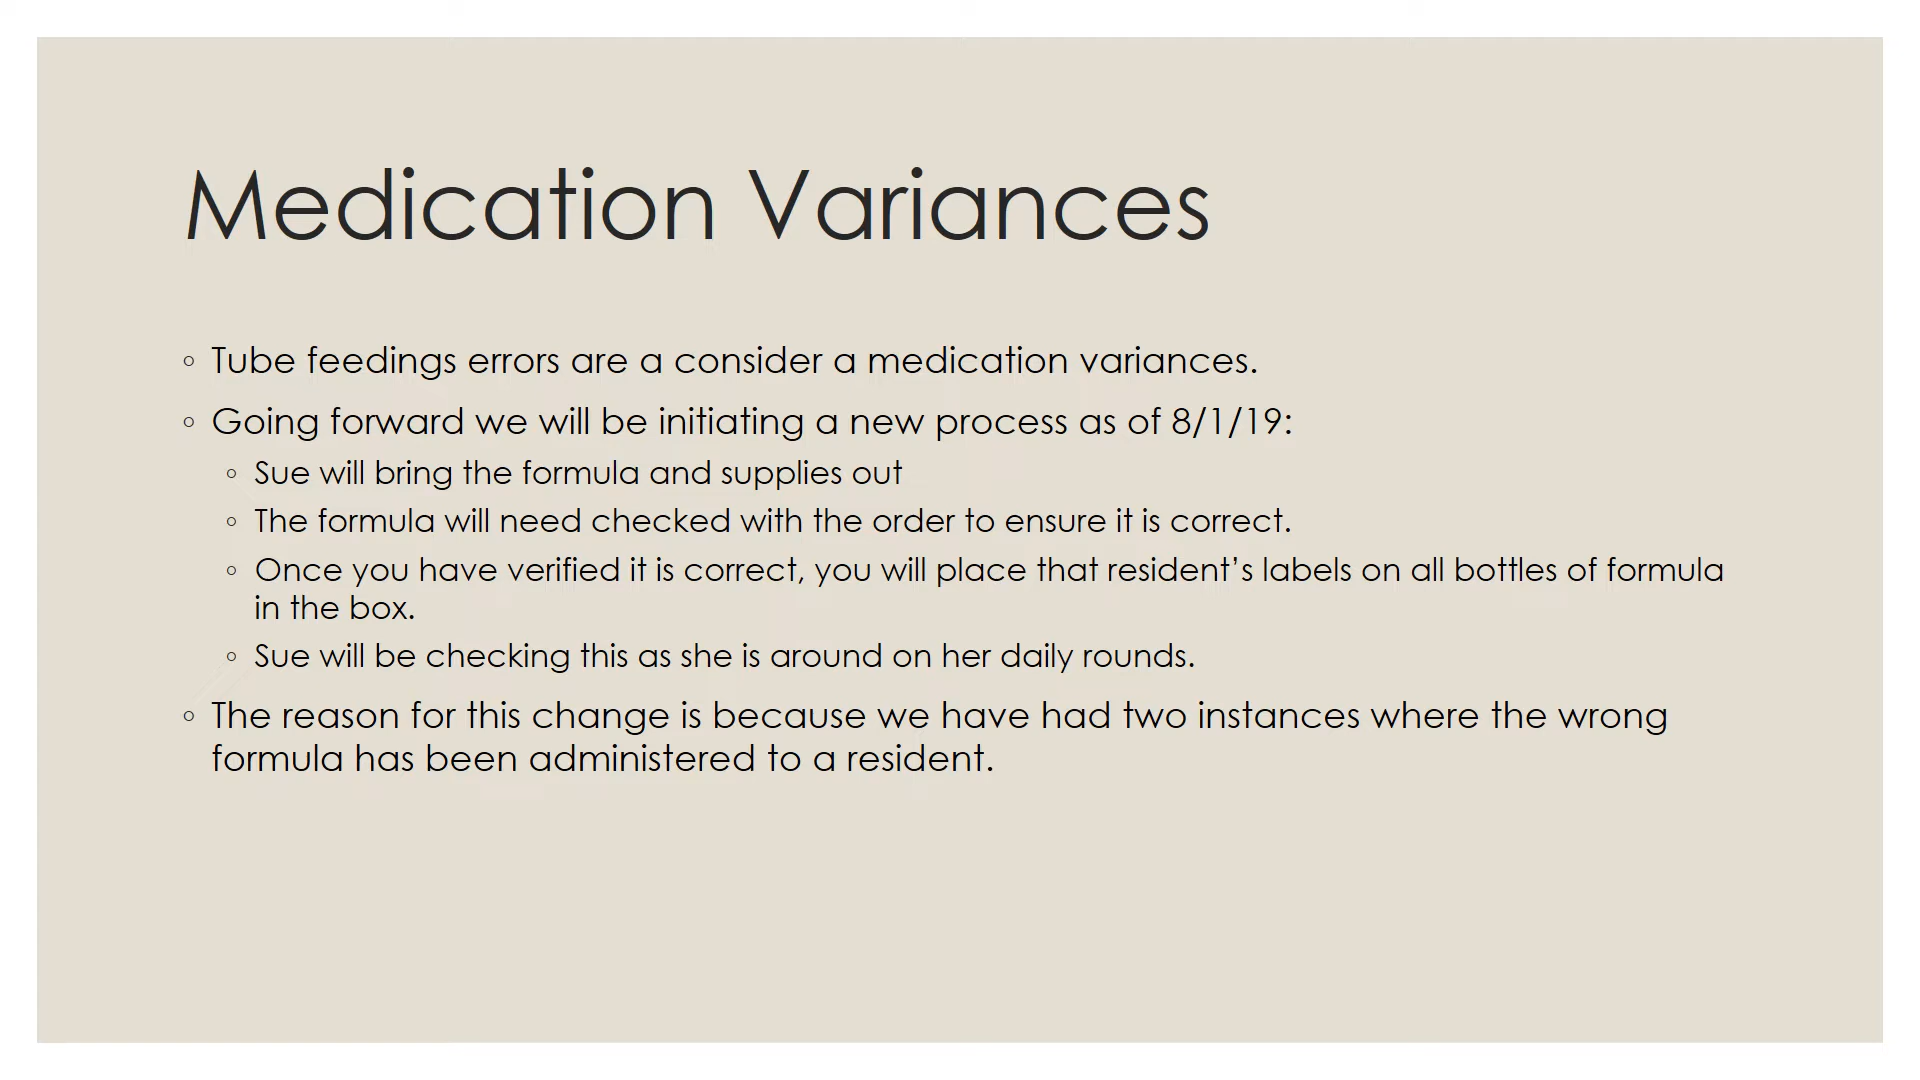 Medication Variances
◦ Tube feedings errors are a consider a medication variances.
◦ Going forward we will be initiating a new process as of 8/1/19:
◦ Sue will bring the formula and supplies out
◦ The formula will need checked with the order to ensure it is correct.
◦ Once you have verified it is correct, you will place that resident’s labels on all bottles of formula
in the box.
◦ Sue will be checking this as she is around on her daily rounds.
◦ The reason for this change is because we have had two instances where the wrong
formula has been administered to a resident.